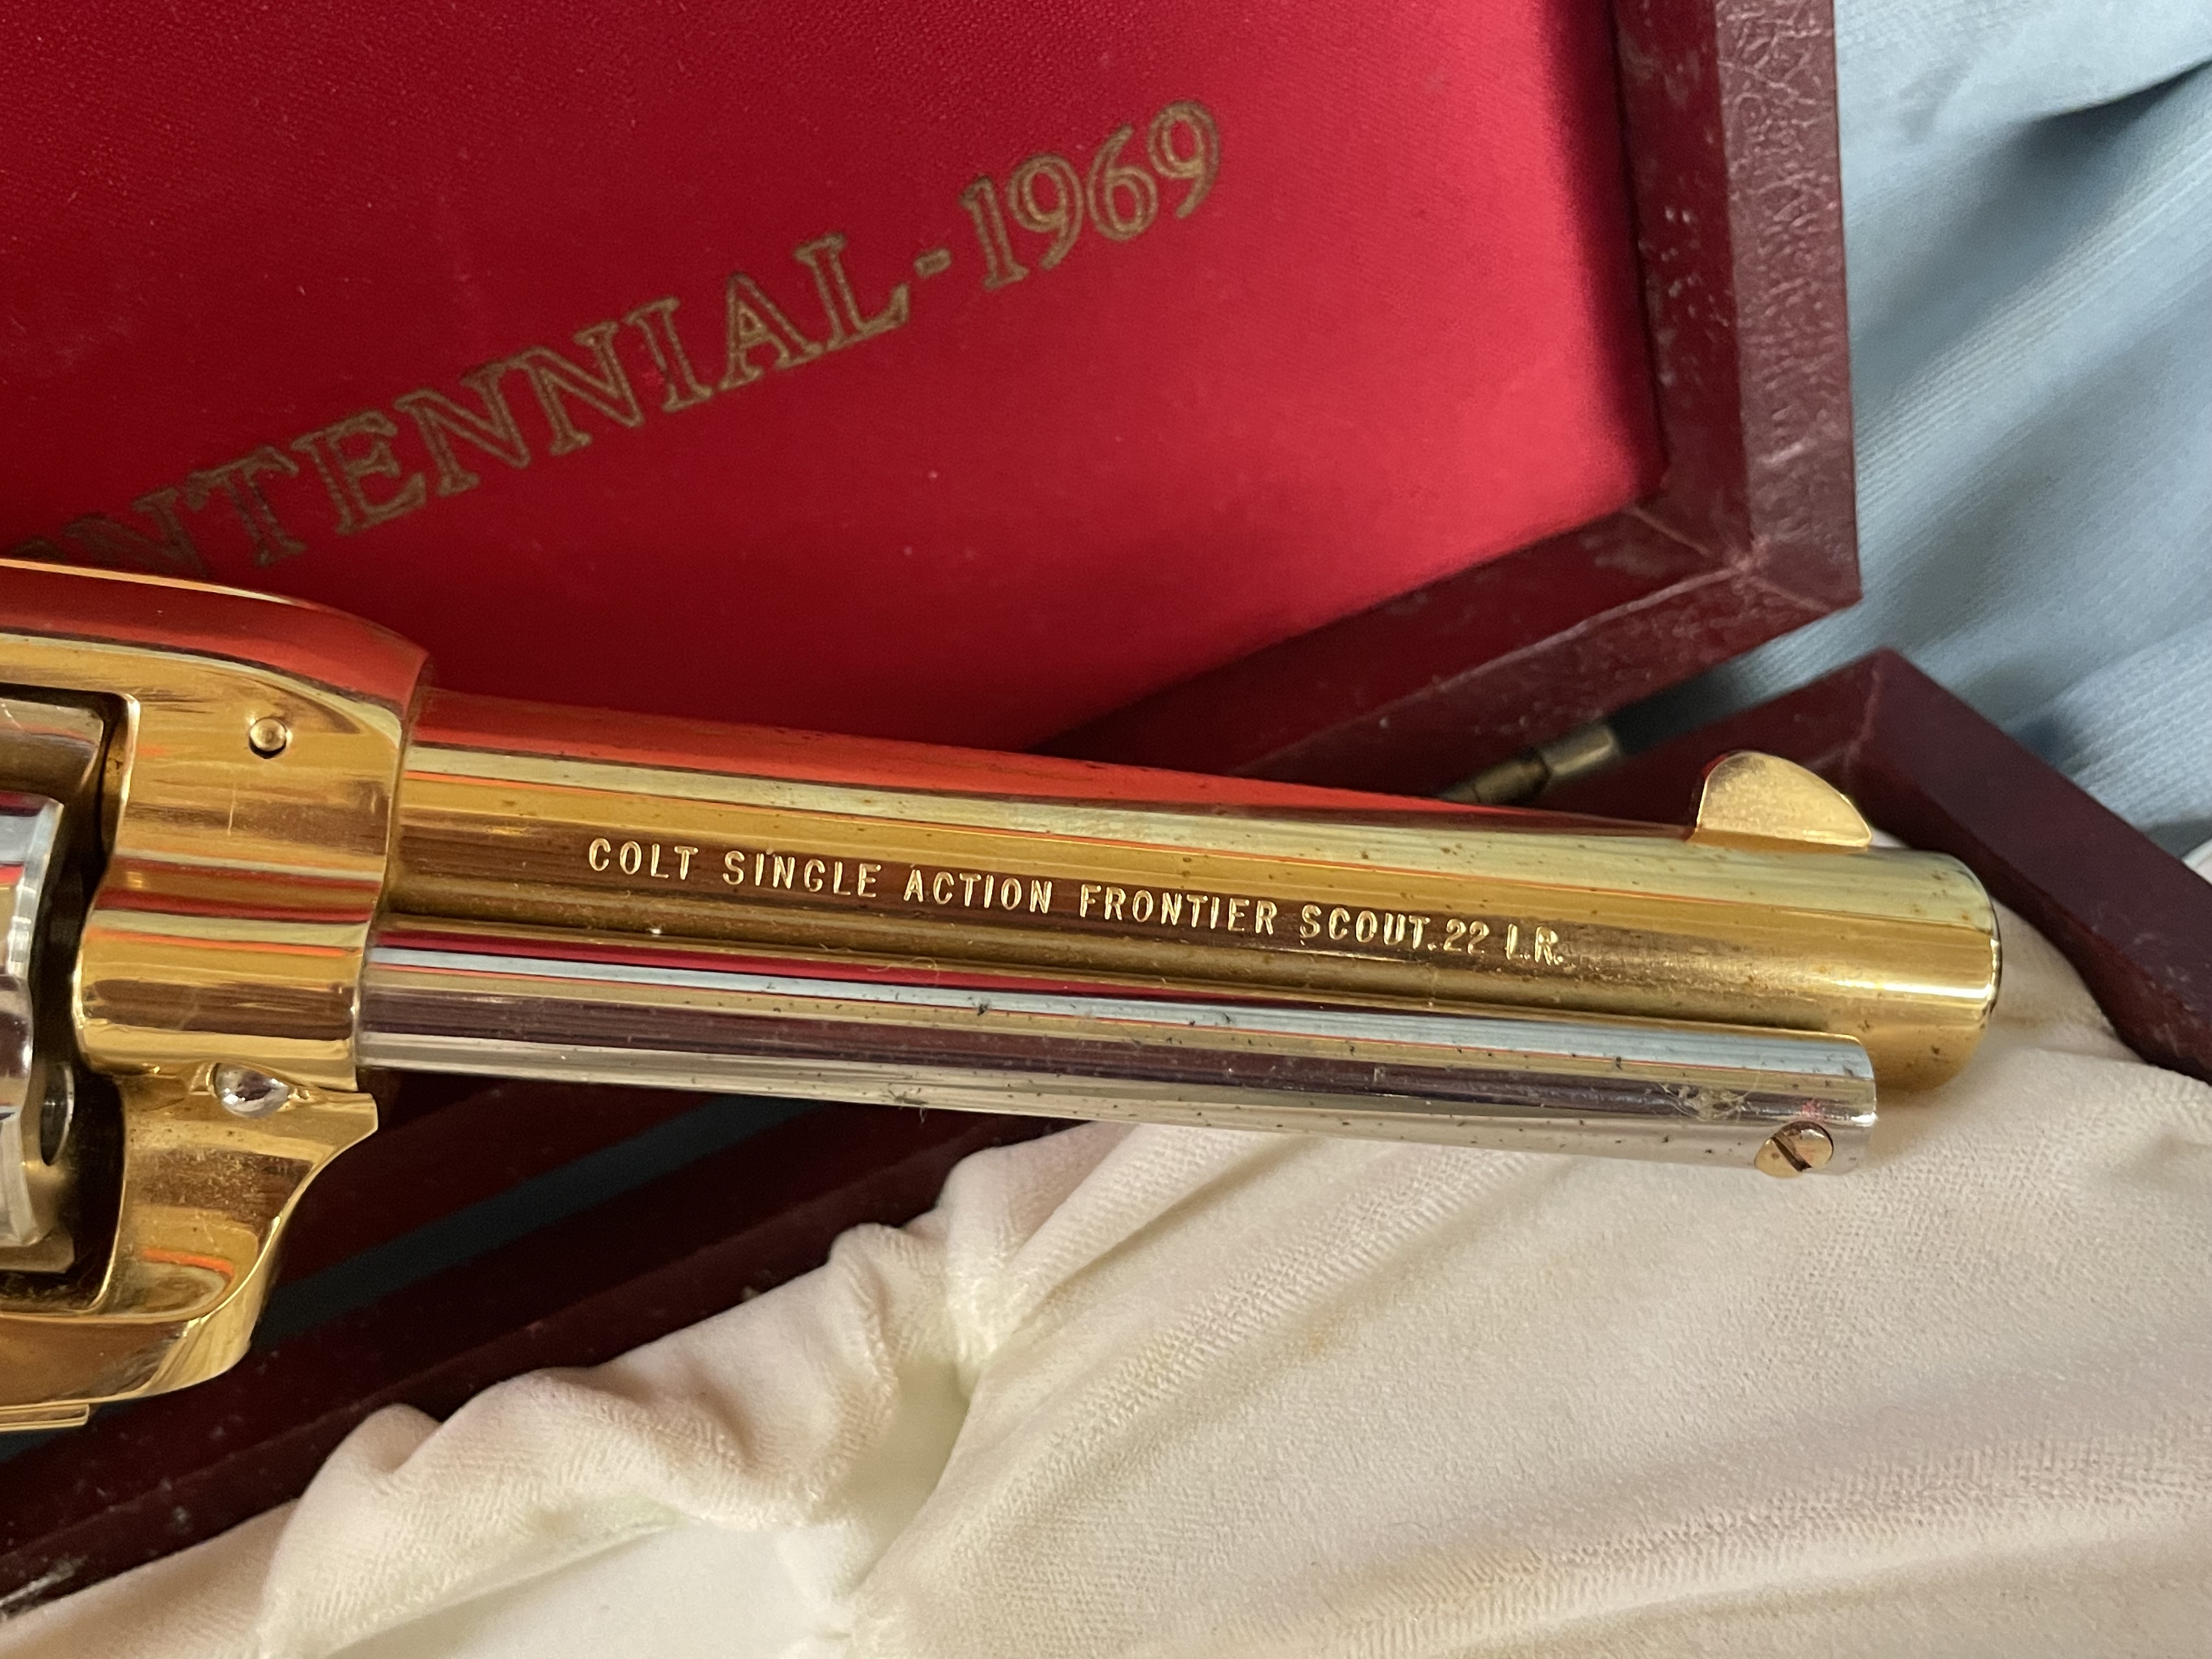 NTENNIAL-1969
COLT SINGLE ACTION FRONTIER SCOUT.22 L.R.